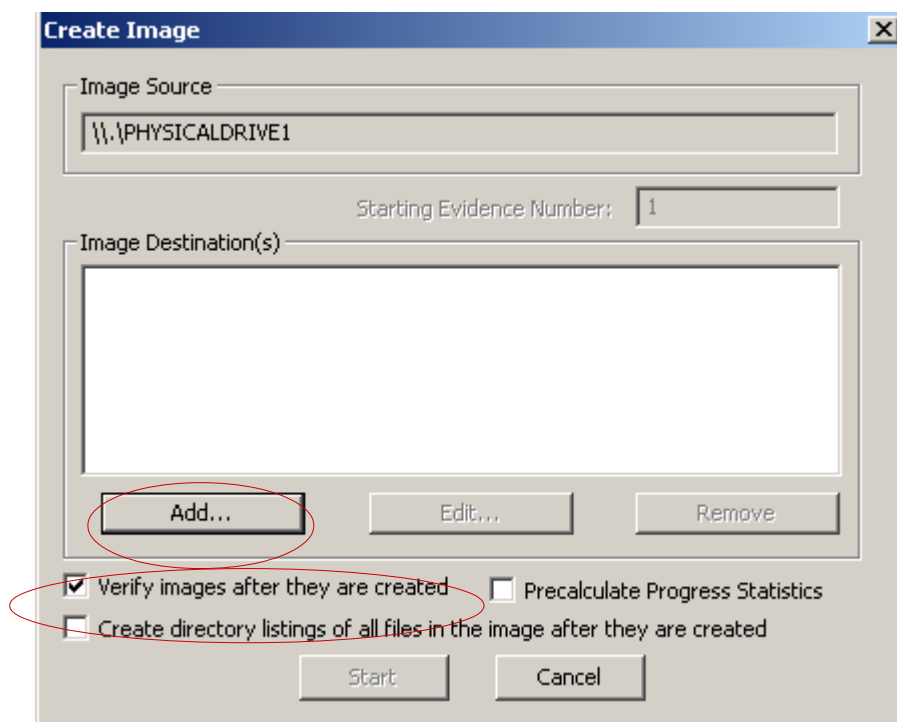 Create Image
Image Source
\\.\PHYSICALDRIVE1
Starting Evidence Number: 1
Image Destination(s)
Add... Edit... Remove
Verify images after they are created Precalculate Progress Statistics
Create directory listings of all files in the image after they are created
Start Cancel